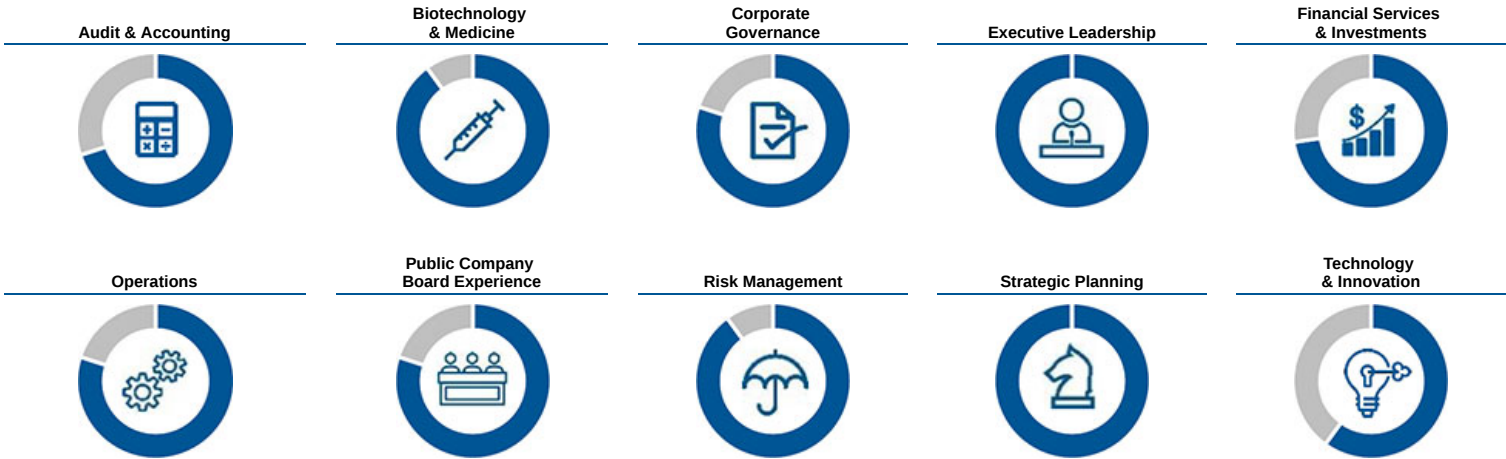 Audit & Accounting
Biotechnology
& Medicine
Corporate
Governance
Executive Leadership
Financial Services
& Investments
$
Operations
Public Company
Board Experience
Risk Management
Strategic Planning
Technology
& Innovation